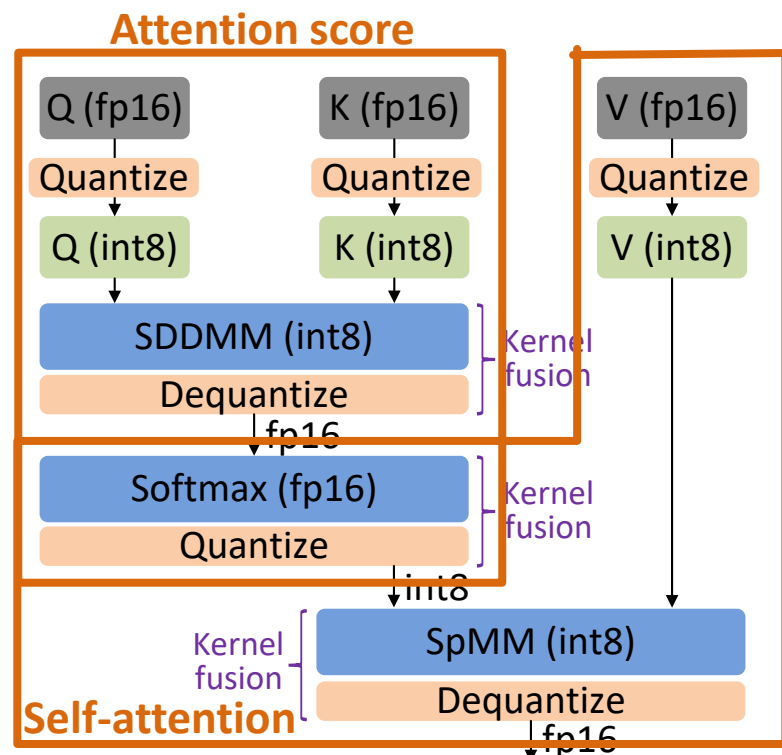 Attention score
Q (fp16)
K (fp16)
V (fp16)
Quantize
Quantize
Quantize
Q (int8)
K (int8)
V (int8)
SDDMM (int8)
Dequantize
Kernel
fusion
fp16
Softmax (fp16)
Quantize
Kernel
fusion
int8
Kernel
fusion
SpMM (int8)
Dequantize
Self-attention
fp16